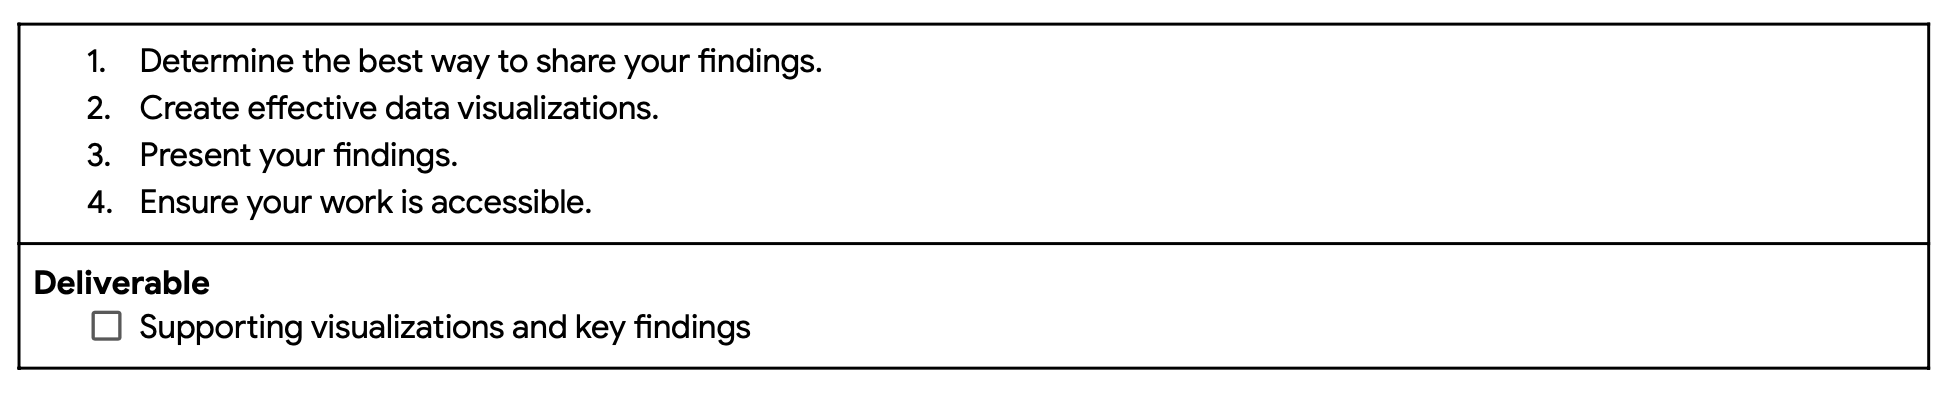 1. Determine the best way to share your findings.
2. Create effective data visualizations.
3. Present your findings.
4. Ensure your work is accessible.
Deliverable
Supporting visualizations and key findings